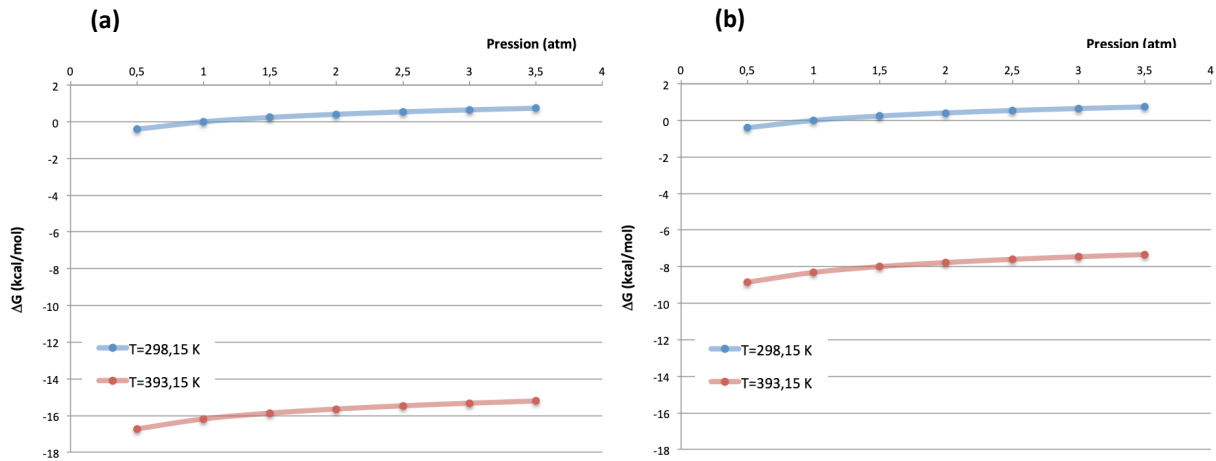 (a)
Pression (atm)
0 0,5 1 1,5 2 2,5 3 3,5 4
2
0
-2
-4
-6
-8
-10
-12
-14
-16
-18
ΔG (kcal/mol)
T=298,15 K
T=393,15 K
(b)
Pression (atm)
0 0,5 1 1,5 2 2,5 3 3,5 4
2
0
-2
-4
-6
-8
-10
-12
-14
-16
-18
ΔG (kcal/mol)
T=298,15 K
T=393,15 K